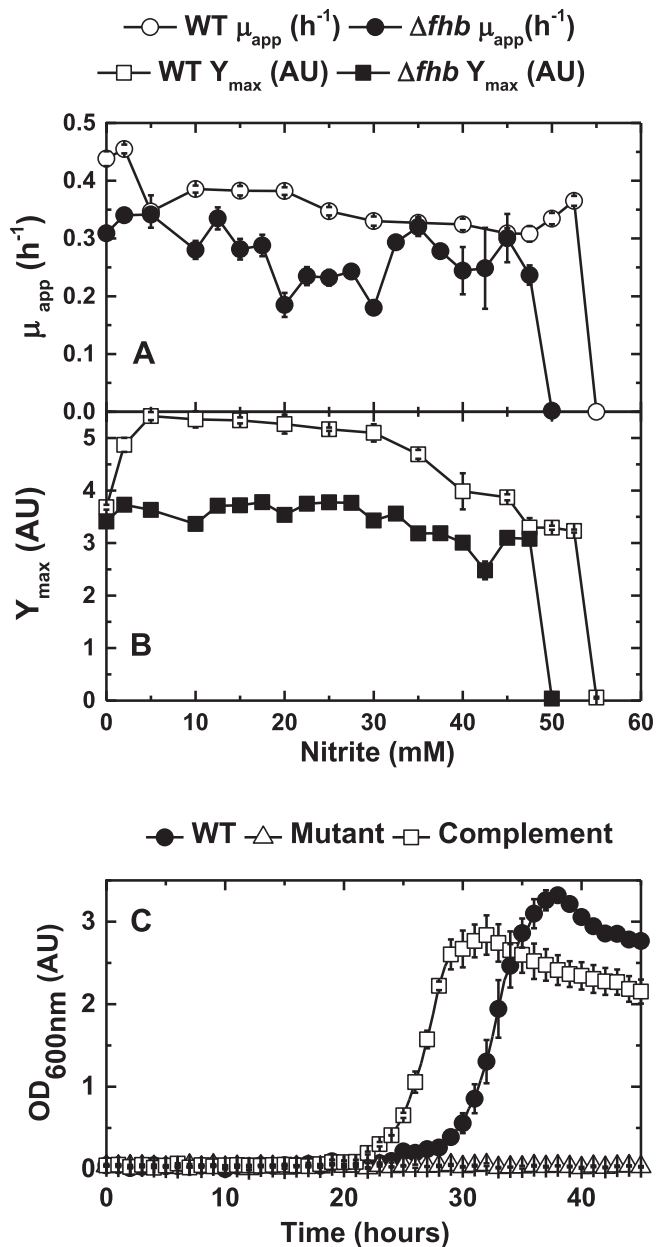 WT μapp (h-1) Δfhb μapp(h-1)
WT Ymax (AU) Δfhb Ymax (AU)
0.5
0.4
0.3
0.2
0.1
0.0
μ app (h-1)
A
5
4
3
2
1
0
Ymax (AU)
B
0 10 20 30 40 50 60
Nitrite (mM)
WT Mutant Complement
C
3
2
1
0
OD600nm (AU)
0 10 20 30 40
Time (hours)